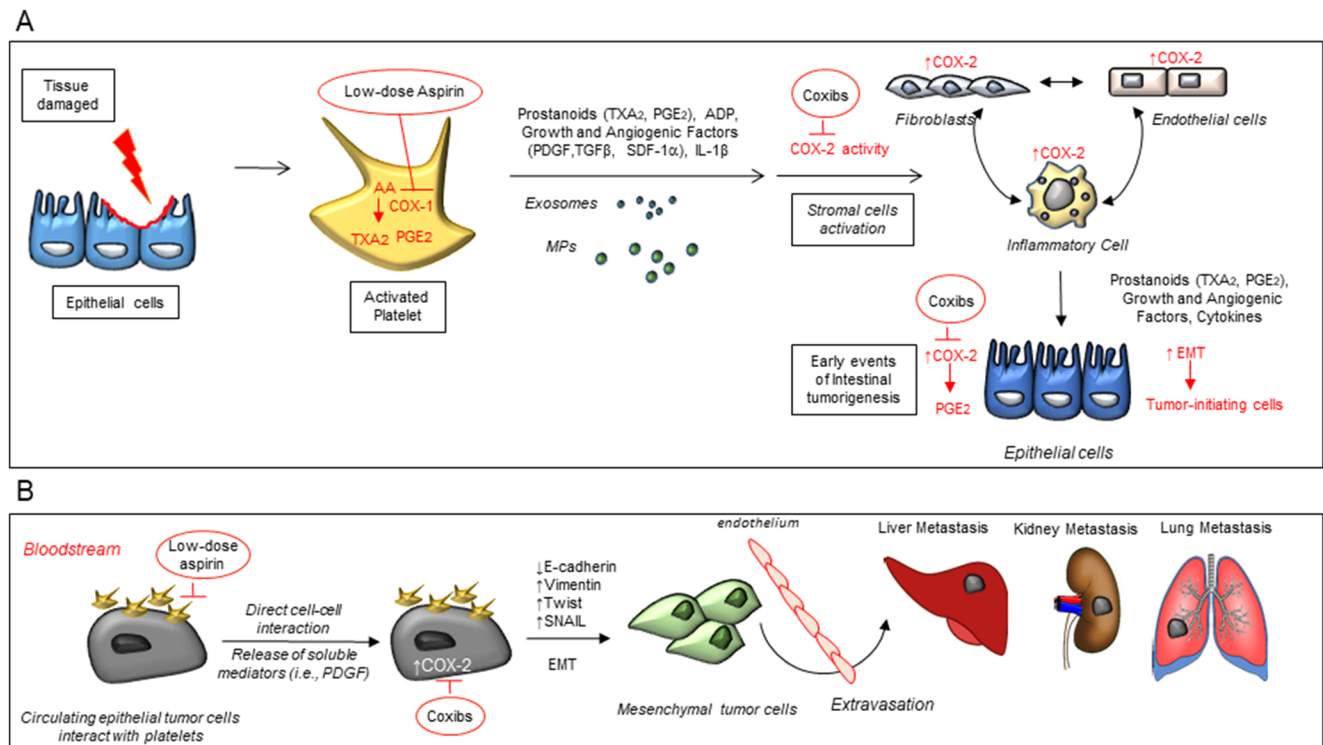 A
Tissue
damaged
Epithelial cells
Low-dose Aspirin
AA
COX-1
TXA2 PGE2
Activated
Platelet
Prostanoids (TXA2, PGE2), ADP,
Growth and Angiogenic Factors
(PDGF,TGFβ, SDF-1α), IL-1β
Exosomes
MPs
Coxibs
COX-2 activity
Stromal cells
activation
↑COX-2
Fibroblasts
↑COX-2
Endothelial cells
↑COX-2
Inflammatory Cell
Prostanoids (TXA2, PGE2),
Growth and Angiogenic
Factors, Cytokines
Early events
of Intestinal
tumorigenesis
Coxibs
↑COX-2
PGE2
↑EMT
Tumor-initiating cells
Epithelial cells
B
Bloodstream
Low-dose
aspirin
Circulating epithelial tumor cells
interact with platelets
Direct cell-cell
interaction
Release of soluble
mediators (i.e., PDGF)
↑COX-2
Coxibs
↓E-cadherin
↑Vimentin
↑Twist
↑SNAIL
EMT
Mesenchymal tumor cells
endothelium
Extravasation
Liver Metastasis
Kidney Metastasis
Lung Metastasis